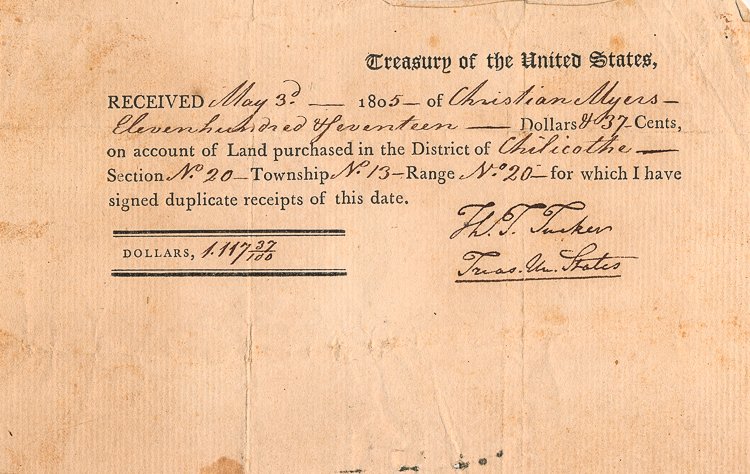 Treasury of the United States,
RECEIVED May 3d — 1805 — of Christian Myers —
Elevenhundred & Seventeen — Dollars & 37 Cents,
on account of Land purchased in the District of Chilicothe —
Section No. 20 — Township No. 13 — Range No. 20 — for which I have
signed duplicate receipts of this date.
Th. T. Tucker
DOLLARS, 1.117 37/100
Treas. Un. States